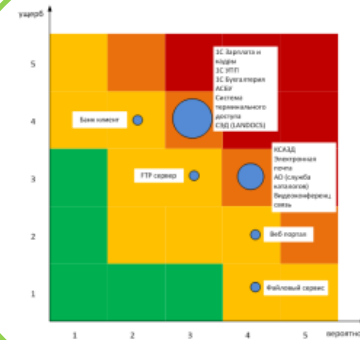 ущерб
5
1С Зарплата и
кадры
1С УПП
1С Бухгалтерия
АСБУ
Система
терминального
доступа
СЭД (LANDOCS)
4
Банк клиент
3
FTP сервер
КСАЗД
Электронная
почта
АD (служба
каталогов)
Видеоконференц
связь
2
Веб портал
1
Файловый сервис
1
2
3
4
5
вероятно